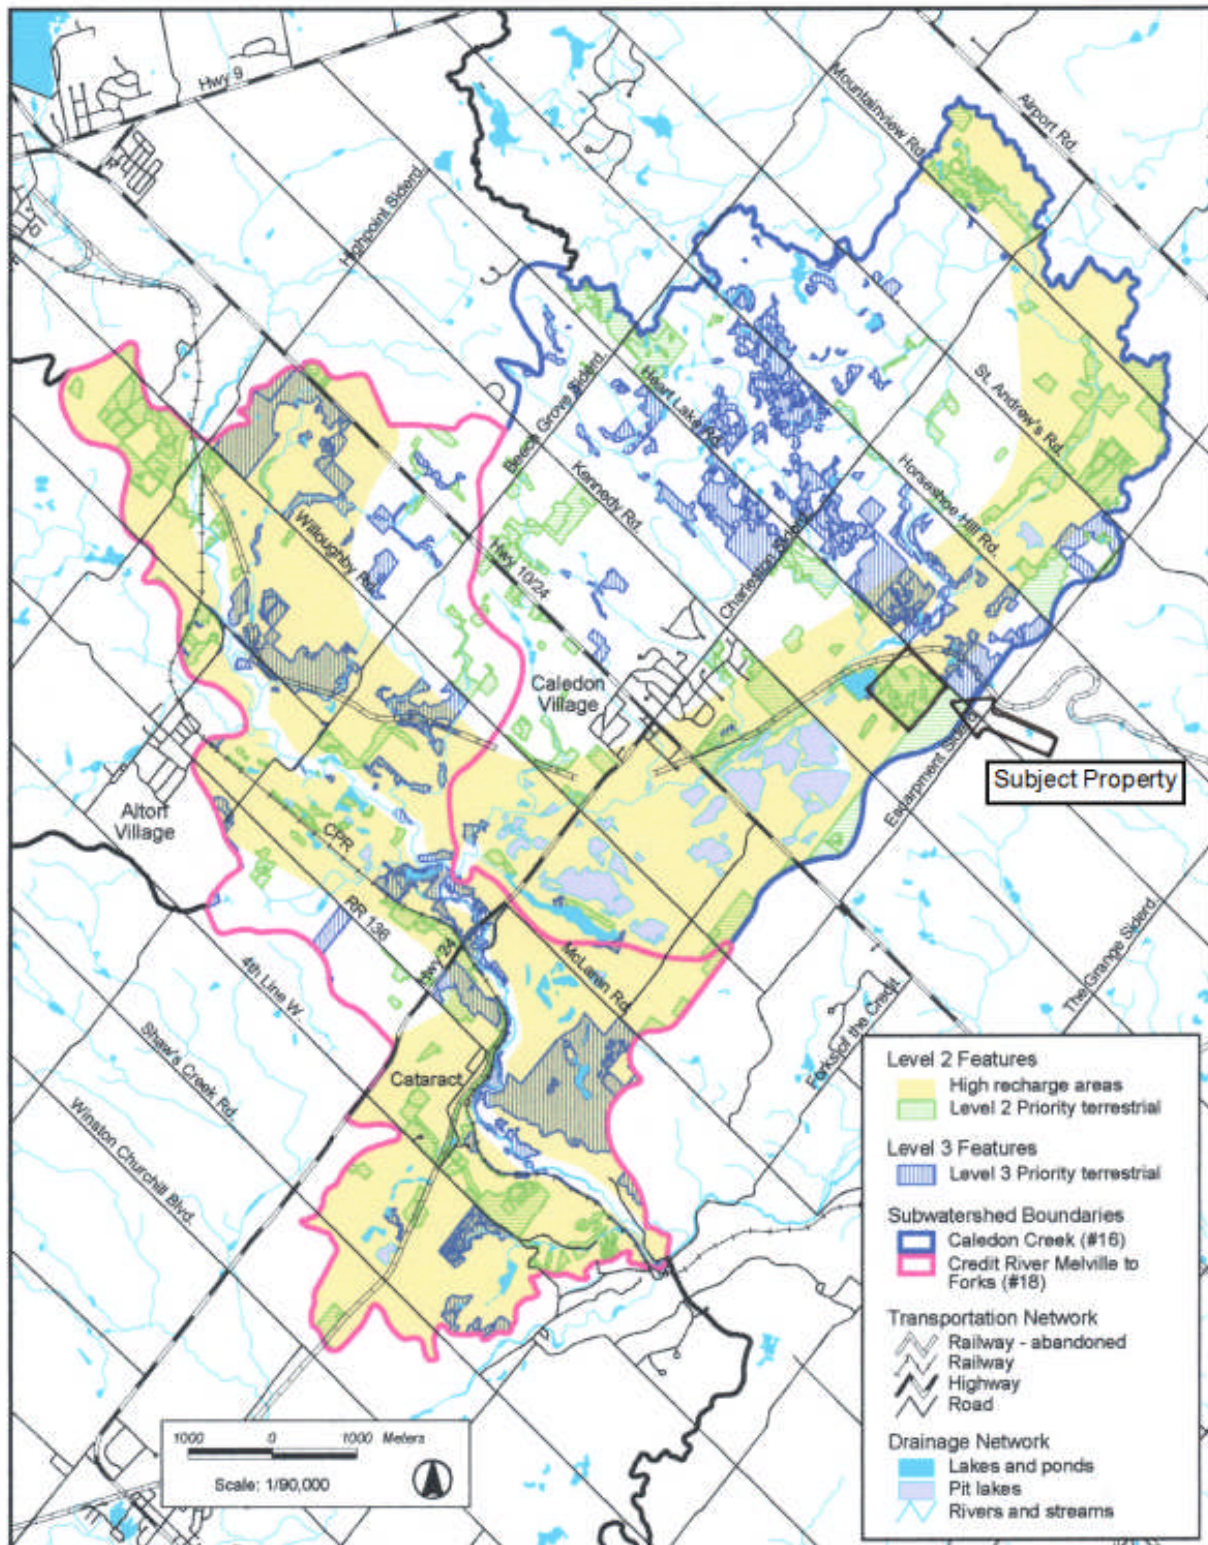 Hwy 9
Mountainview Rd.
Airport Rd.
Highpoint Siderd.
Beech Grove Siderd.
Heart Lake Rd.
St. Andrew's Rd.
Kennedy Rd.
Horseshoe Hill Rd.
Willoughby Rd.
Hwy 10/24
Charleston Siderd.
Caledon
Village
Subject Property
Escarpment Siderd.
Alton
Village
CPR
RR 136
Hwy 24
McLaren Rd.
4th Line W.
The Grange Siderd.
Forks of the Credit
Shaw's Creek Rd.
Cataract
Winston Churchill Blvd.
Level 2 Features
High recharge areas
Level 2 Priority terrestrial
Level 3 Features
Level 3 Priority terrestrial
Subwatershed Boundaries
Caledon Creek (#16)
Credit River Melville to
Forks (#18)
Transportation Network
Railway - abandoned
Railway
Highway
Road
Drainage Network
Lakes and ponds
Pit lakes
Rivers and streams
1000 0 1000 Meters
Scale: 1/90,000